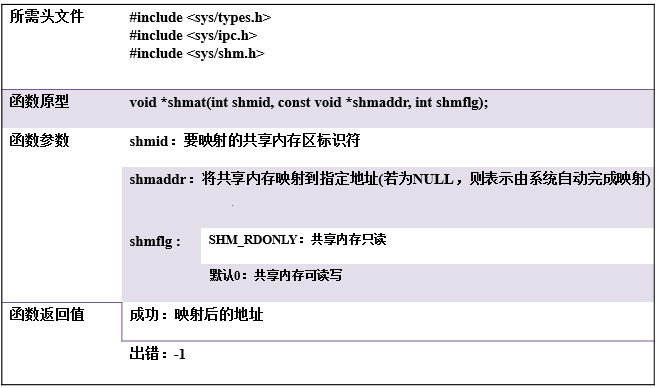 所需头文件
#include <sys/types.h>
#include <sys/ipc.h>
#include <sys/shm.h>
函数原型
void *shmat(int shmid, const void *shmaddr, int shmflg);
函数参数
shmid：要映射的共享内存区标识符
shmaddr：将共享内存映射到指定地址(若为NULL，则表示由系统自动完成映射)
shmflg :
SHM_RDONLY：共享内存只读
默认0：共享内存可读写
函数返回值
成功：映射后的地址
出错：-1